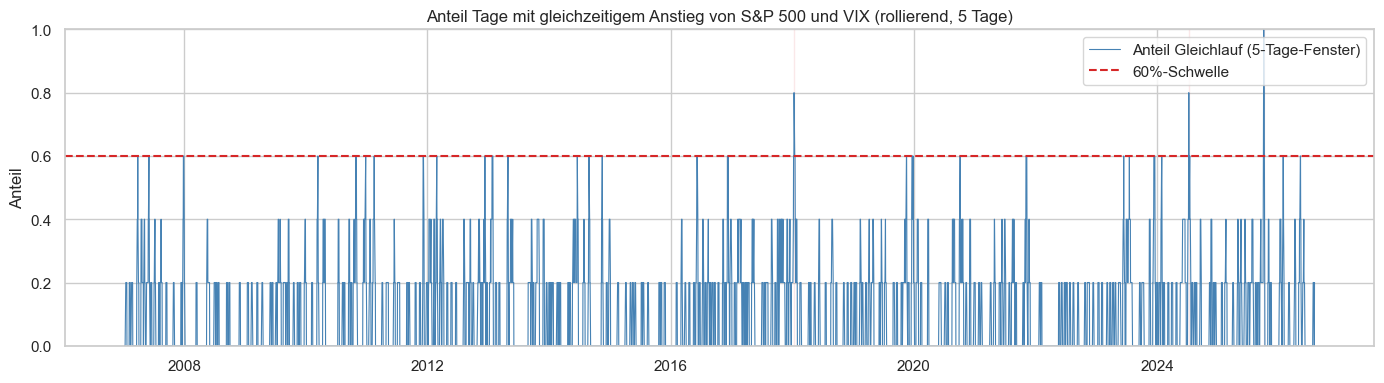 Anteil Tage mit gleichzeitigem Anstieg von S&P 500 und VIX (rollierend, 5 Tage)
1.0
0.8
0.6
0.4
0.2
0.0
Anteil
Anteil Gleichlauf (5-Tage-Fenster)
60%-Schwelle
2008
2012
2016
2020
2024